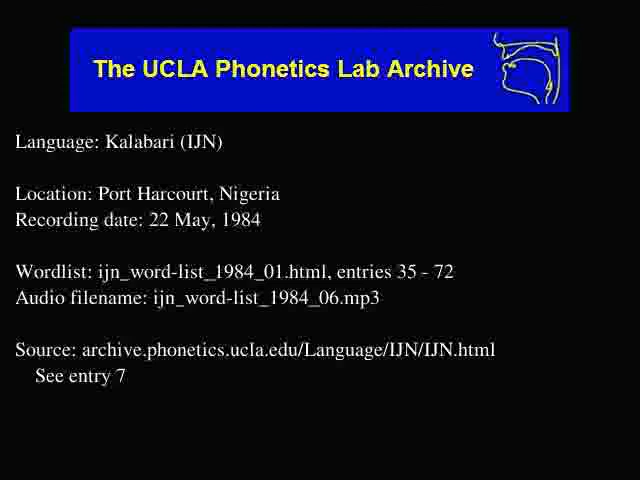 The UCLA Phonetics Lab Archive
Language: Kalabari (IJN)
Location: Port Harcourt, Nigeria
Recording date: 22 May, 1984
Wordlist: ijn_word-list_1984_01.html, entries 35 - 72
Audio filename: ijn_word-list_1984_06.mp3
Source: archive.phonetics.ucla.edu/Language/IJN/IJN.html
See entry 7